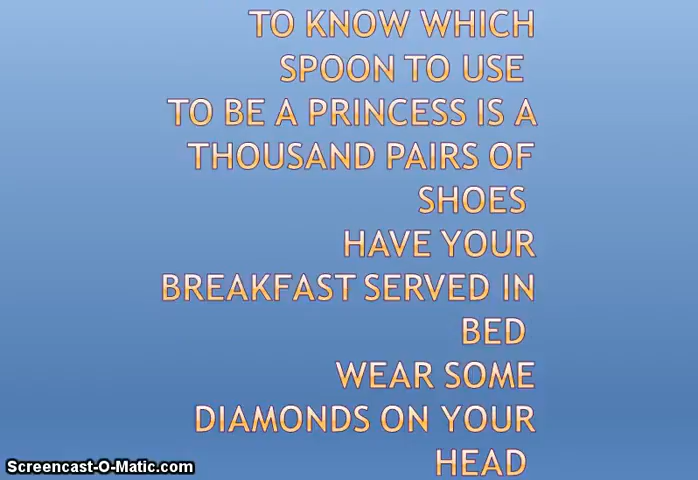 TO KNOW WHICH
SPOON TO USE
TO BE A PRINCESS IS A
THOUSAND PAIRS OF
SHOES
HAVE YOUR
BREAKFAST SERVED IN
BED
WEAR SOME
DIAMONDS ON YOUR
HEAD
Screencast-O-Matic.com